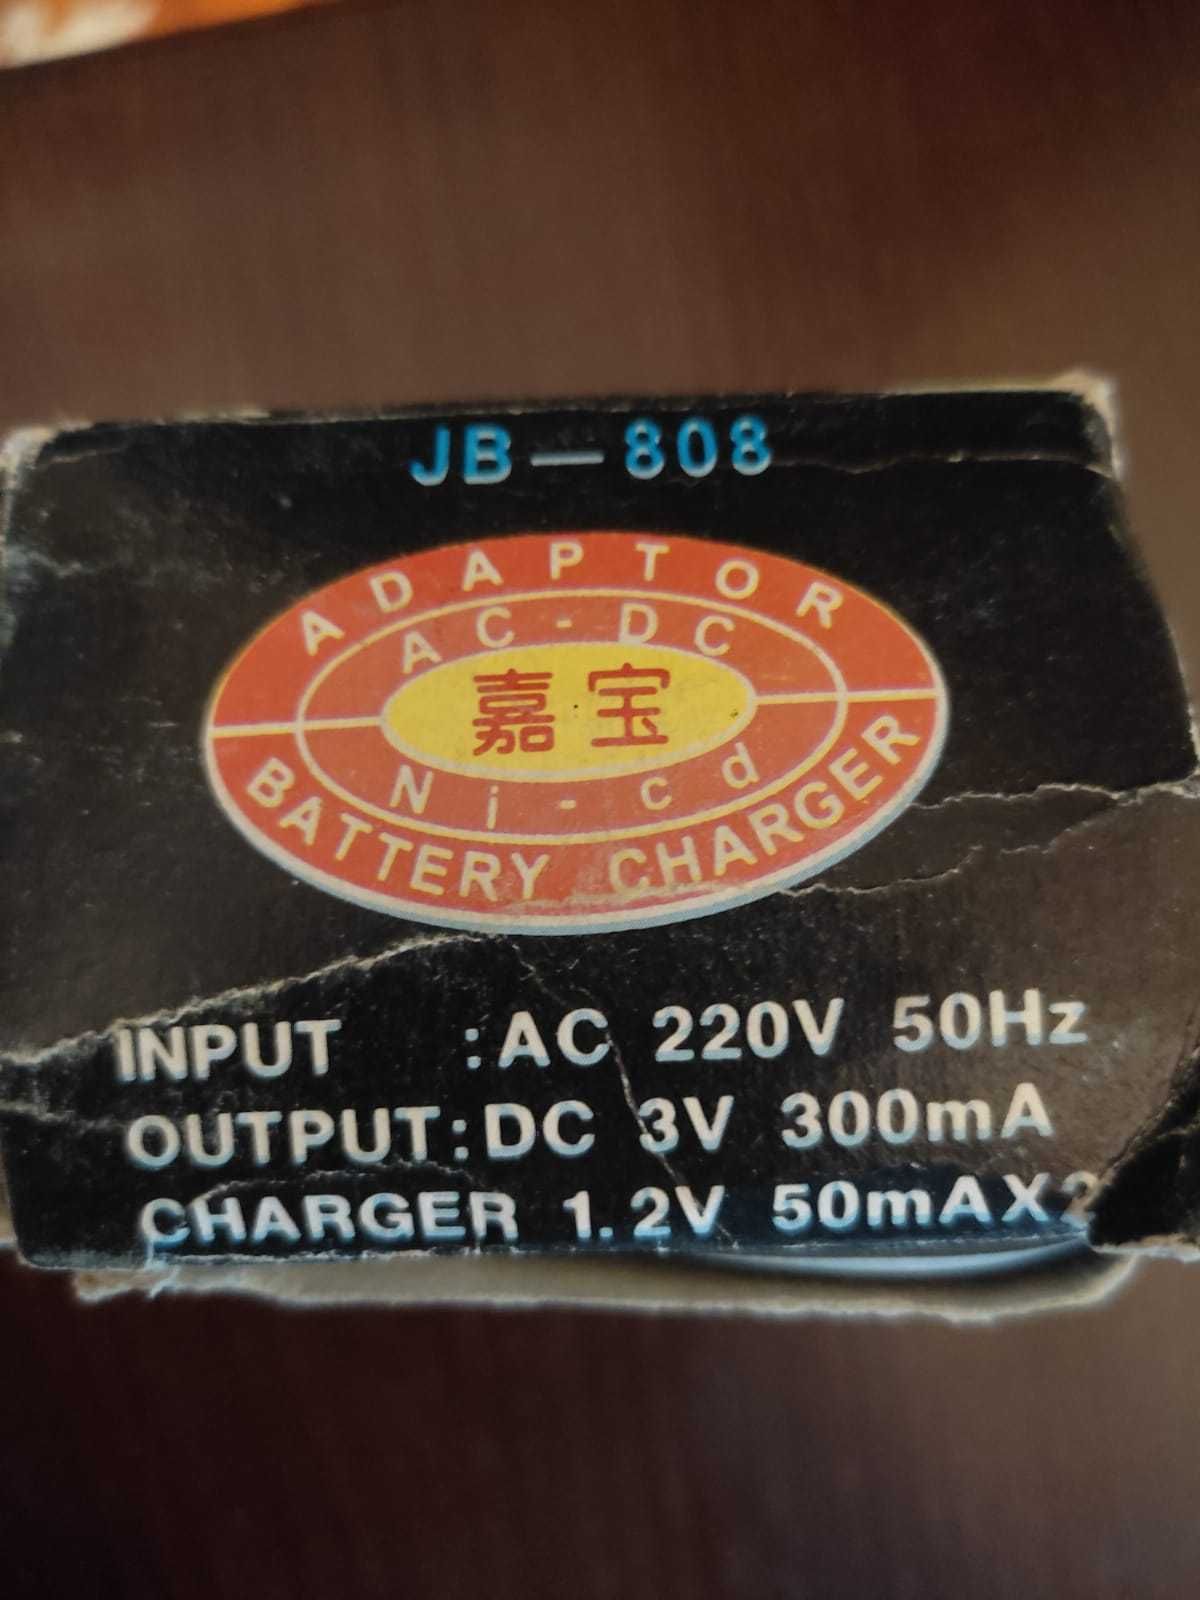 JB-808
ADAPTOR
AC-DC
嘉宝
Ni-cd
BATTERY CHARGER
INPUT :AC 220V 50Hz
OUTPUT:DC 3V 300mA
CHARGER 1.2V 50mAX2